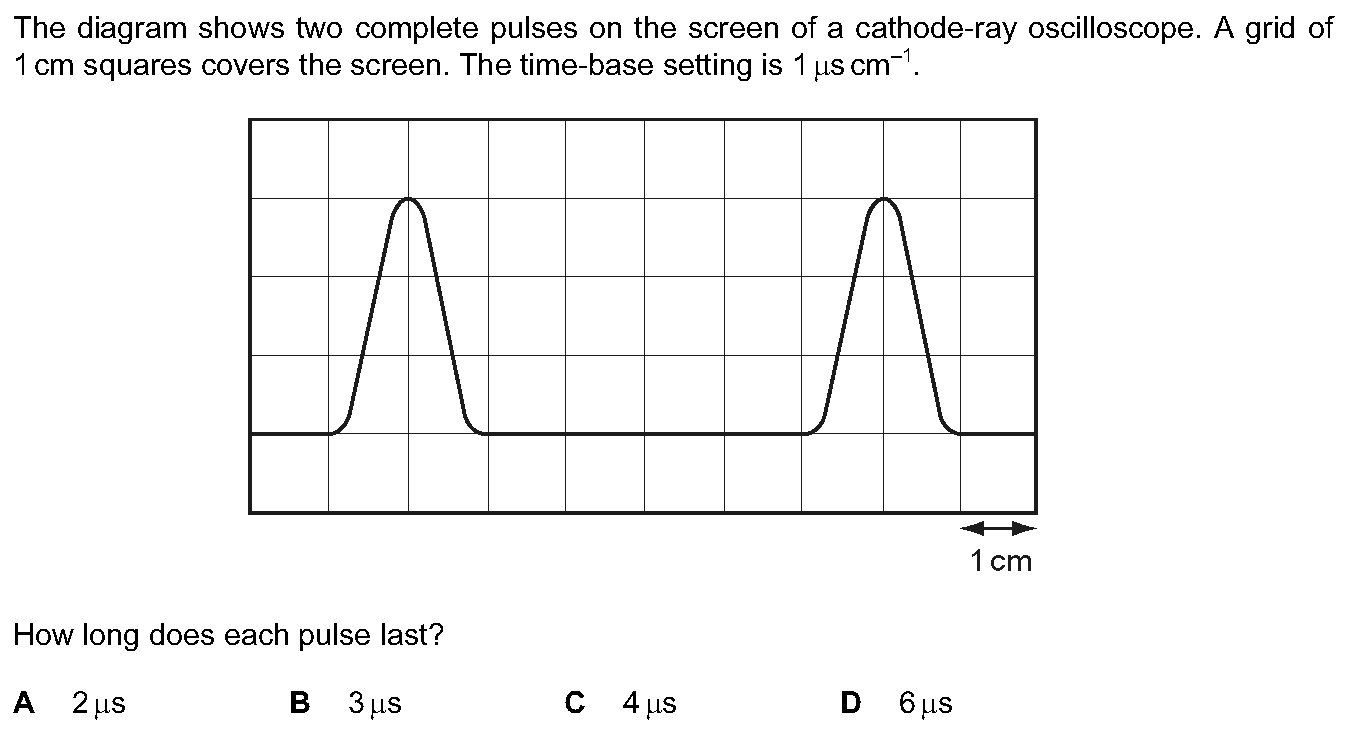 The diagram shows two complete pulses on the screen of a cathode-ray oscilloscope. A grid of
1 cm squares covers the screen. The time-base setting is 1 μs cm⁻¹.
1 cm
How long does each pulse last?
A 2 μs B 3 μs C 4 μs D 6 μs